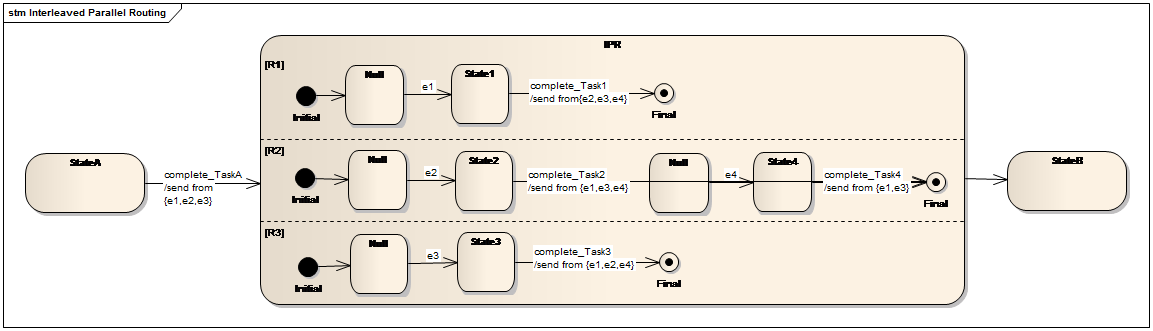 stm Interleaved Parallel Routing
IPR
[R1]
Initial
Null
e1
State1
complete_Task1
/send from{e2,e3,e4}
Final
StateA
complete_TaskA
/send from
{e1,e2,e3}
[R2]
Initial
Null
e2
State2
complete_Task2
/send from {e1,e3,e4}
Null
e4
State4
complete_Task4
/send from {e1,e3}
Final
StateB
[R3]
Initial
Null
e3
State3
complete_Task3
/send from {e1,e2,e4}
Final